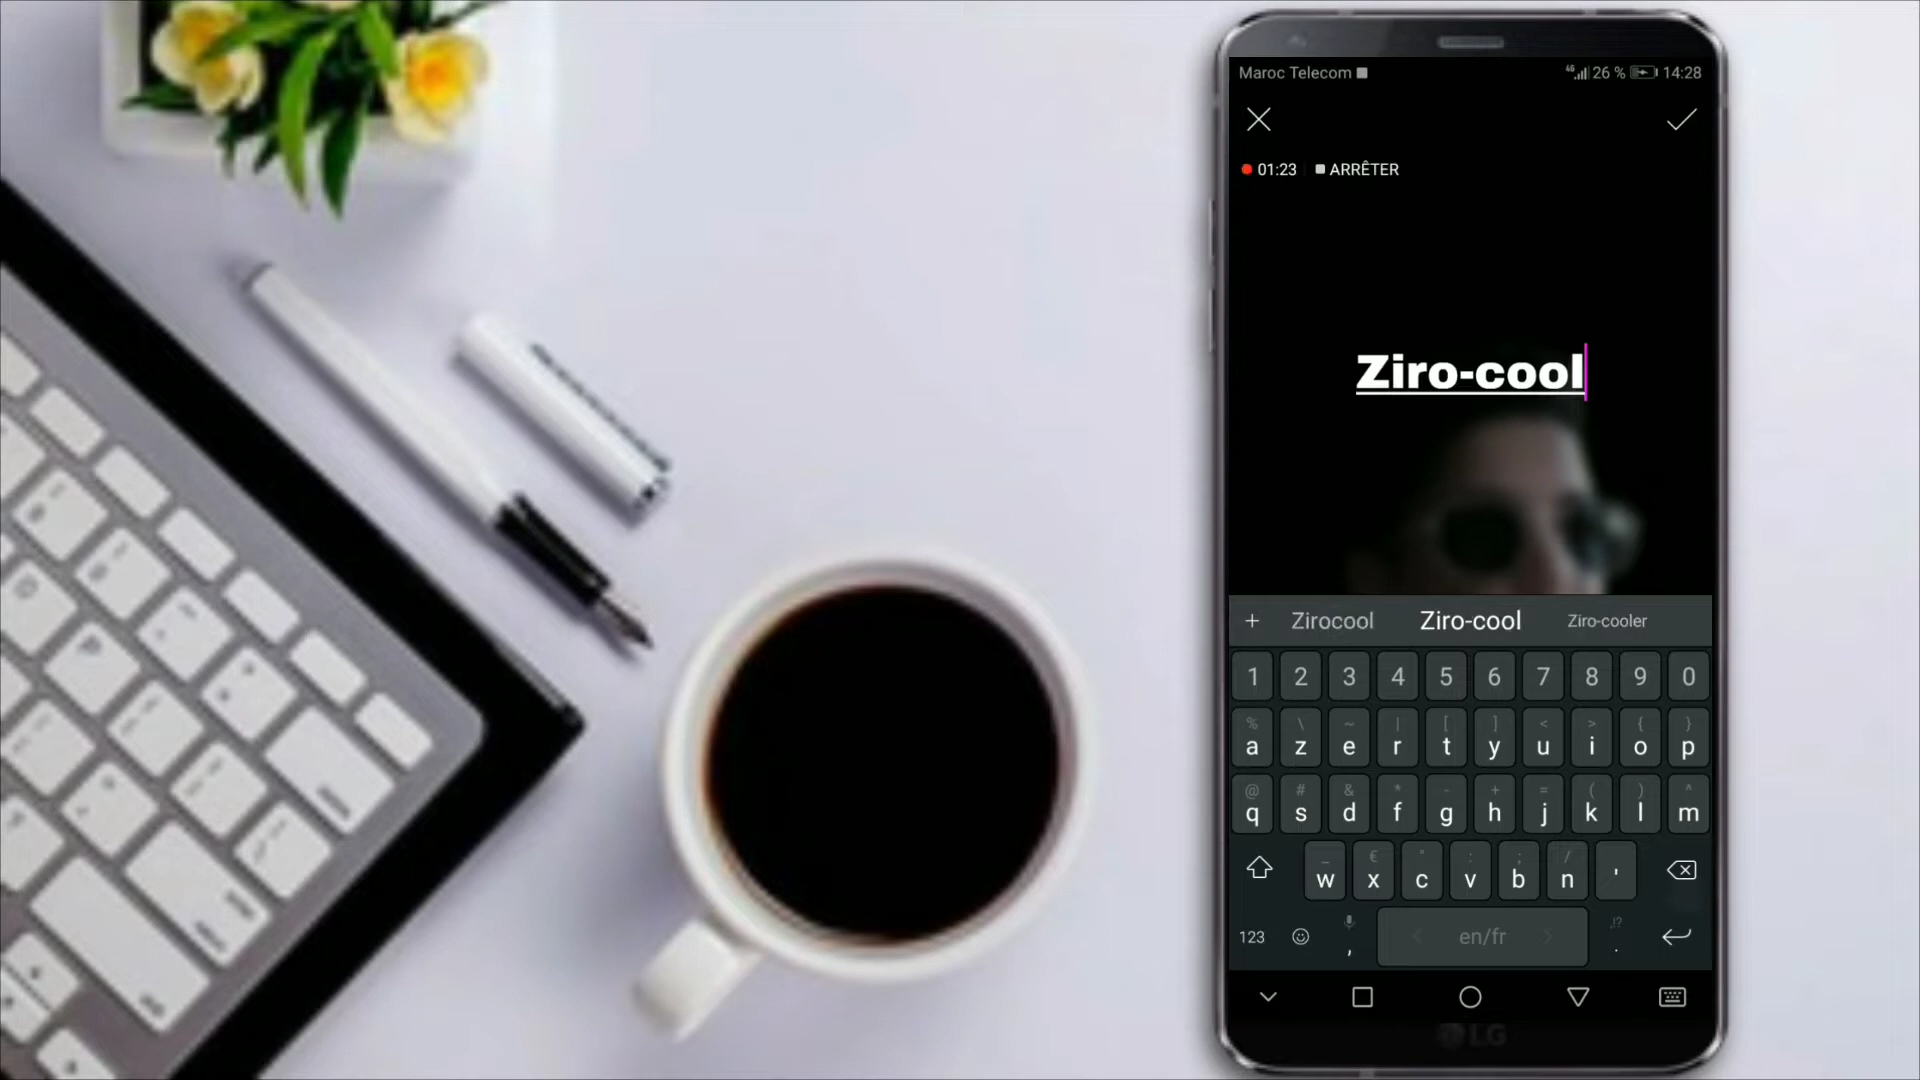 Maroc Telecom
4G 26 % 14:28
01:23 ARRÊTER
Ziro-cool
+ Zirocool Ziro-cool Ziro-cooler
1 2 3 4 5 6 7 8 9 0
% \ ~ | [ ] < > { }
a z e r t y u i o p
@ # & * - + = ( ) ^
q s d f g h j k l m
_ € " : ; /
w x c v b n '
,!?
123 , en/fr .
LG